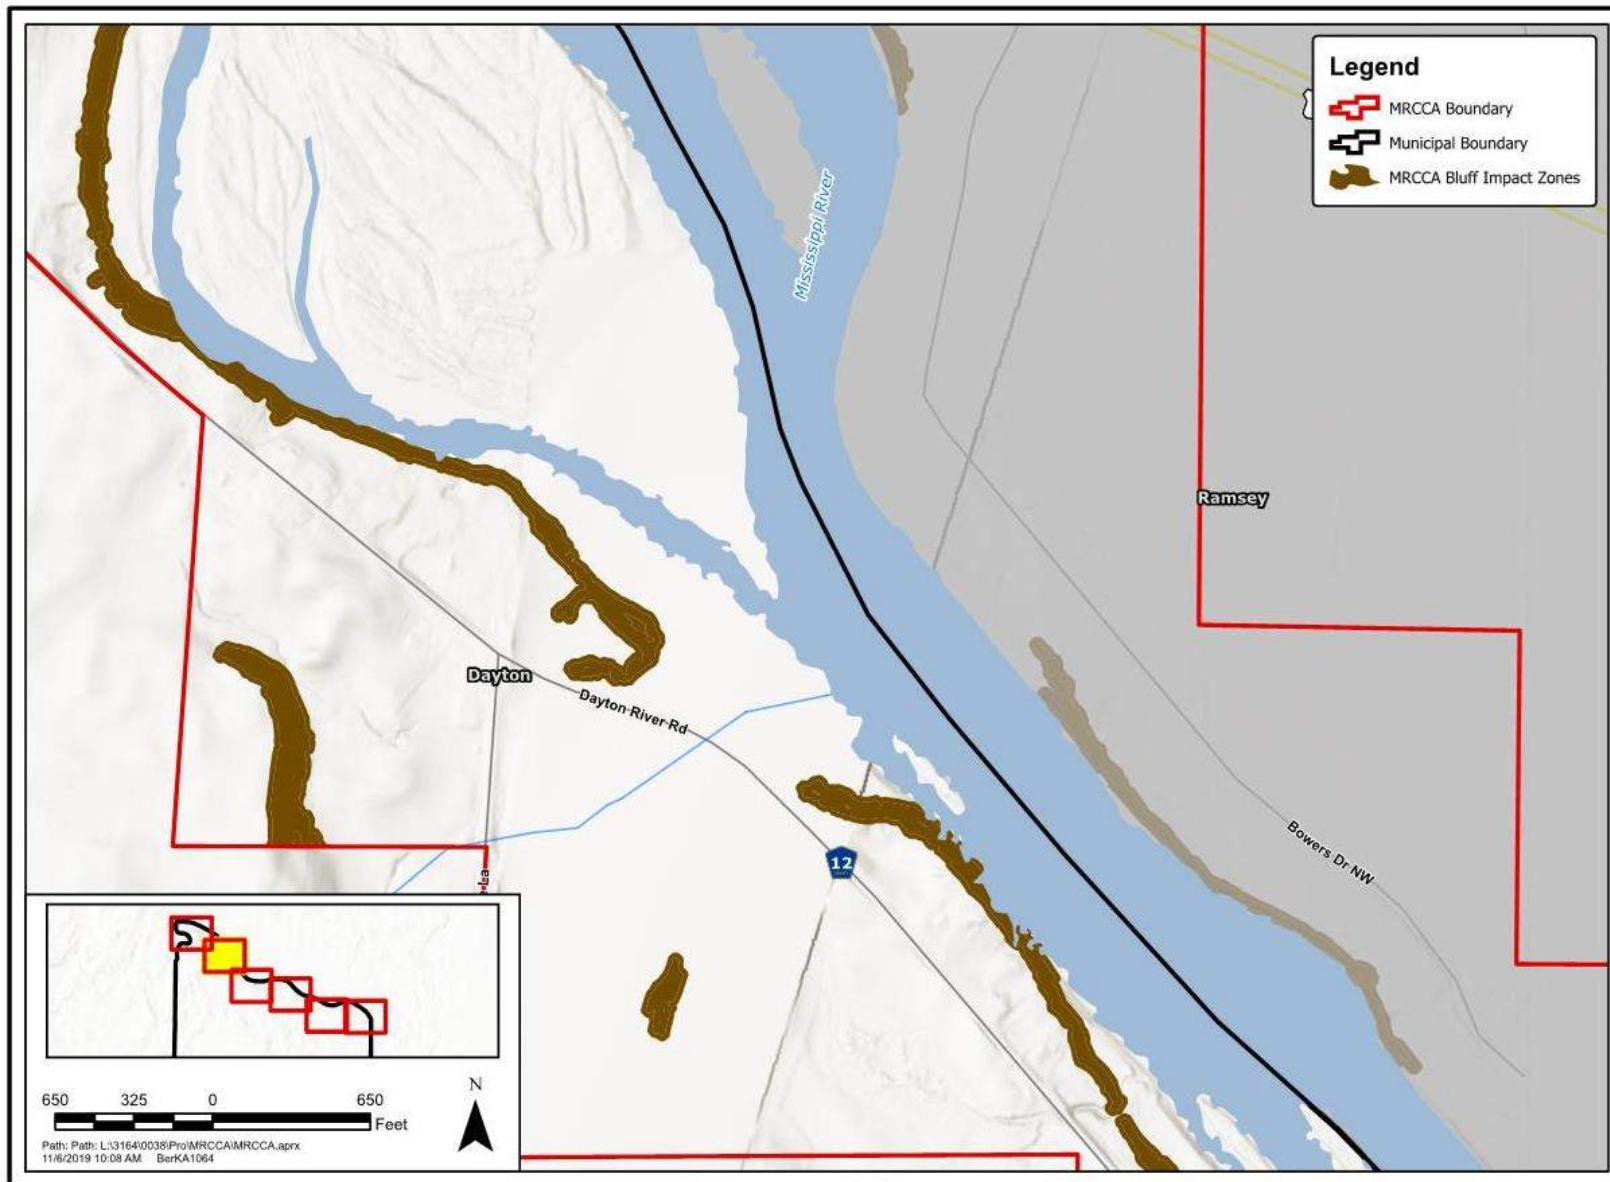 Legend
MRCCA Boundary
Municipal Boundary
MRCCA Bluff Impact Zones
Mississippi River
Ramsey
Dayton
Dayton River Rd
12
Bowers Dr NW
650 325 0 650
Feet
N
Path: Path: L:\3164\0038\Pro\MRCCA\MRCCA.aprx
11/6/2019 10:08 AM BerKA1064